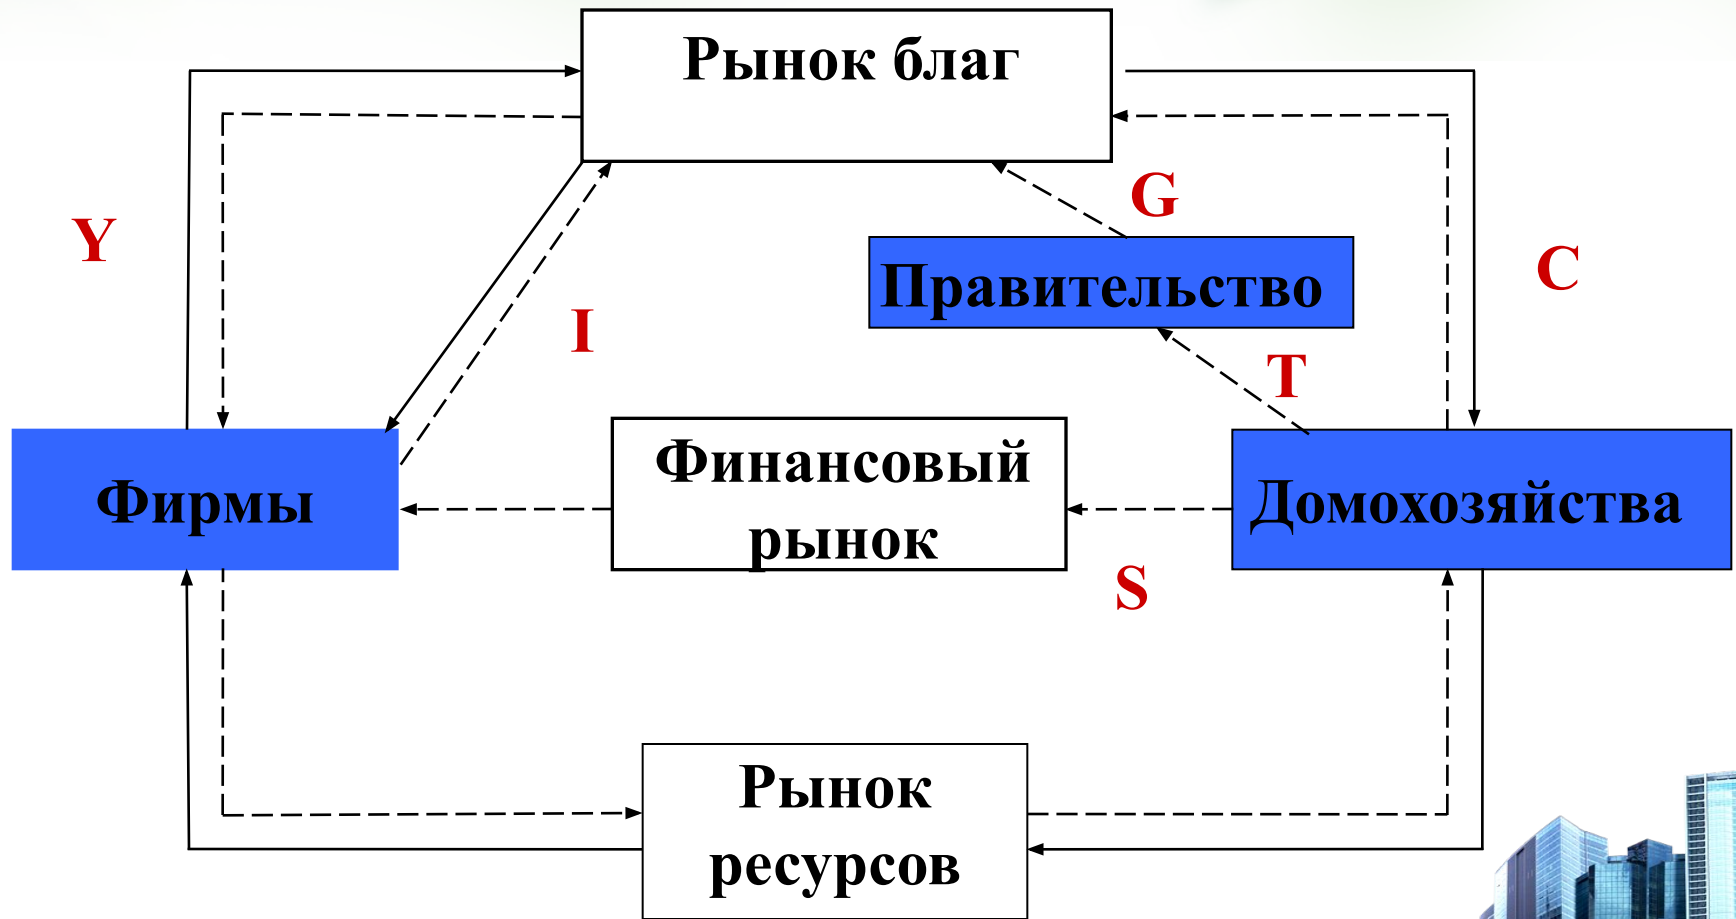 Рынок благ
G
Y
C
Правительство
I
T
Финансовый
рынок
Фирмы
Домохозяйства
S
Рынок
ресурсов